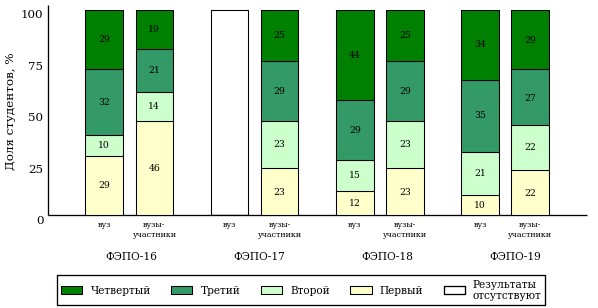 Доля студентов, %
100
75
50
25
0
29 32 10 29
19 21 14 46
25 29 23 23
44 29 15 12
25 29 23 23
34 35 21 10
29 27 22 22
вуз вузы-участники вуз вузы-участники вуз вузы-участники вуз вузы-участники
ФЭПО-16 ФЭПО-17 ФЭПО-18 ФЭПО-19
Четвертый Третий Второй Первый Результаты
отсутствуют